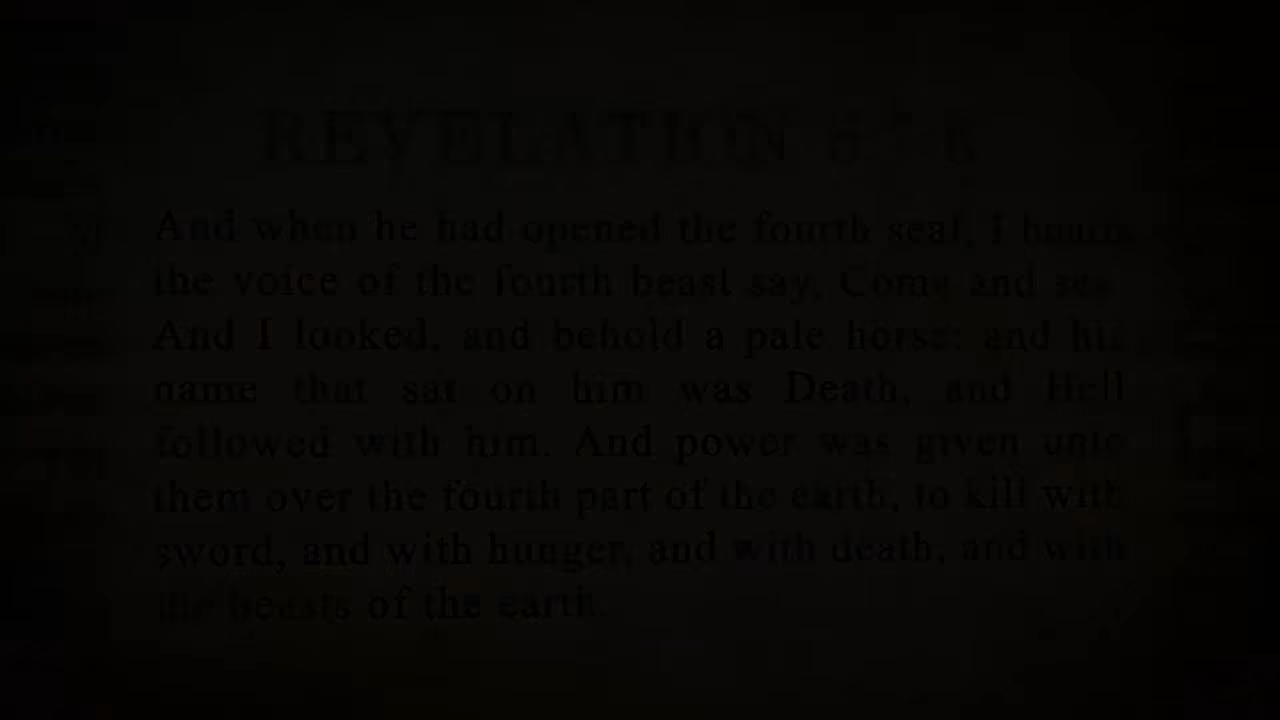 REVELATION 6:8
And when he had opened the fourth seal, I heard
the voice of the fourth beast say, Come and see
And I looked, and behold a pale horse: and his
name that sat on him was Death, and Hell
followed with him. And power was given unto
them over the fourth part of the earth, to kill with
sword, and with hunger, and with death, and with
the beasts of the earth.